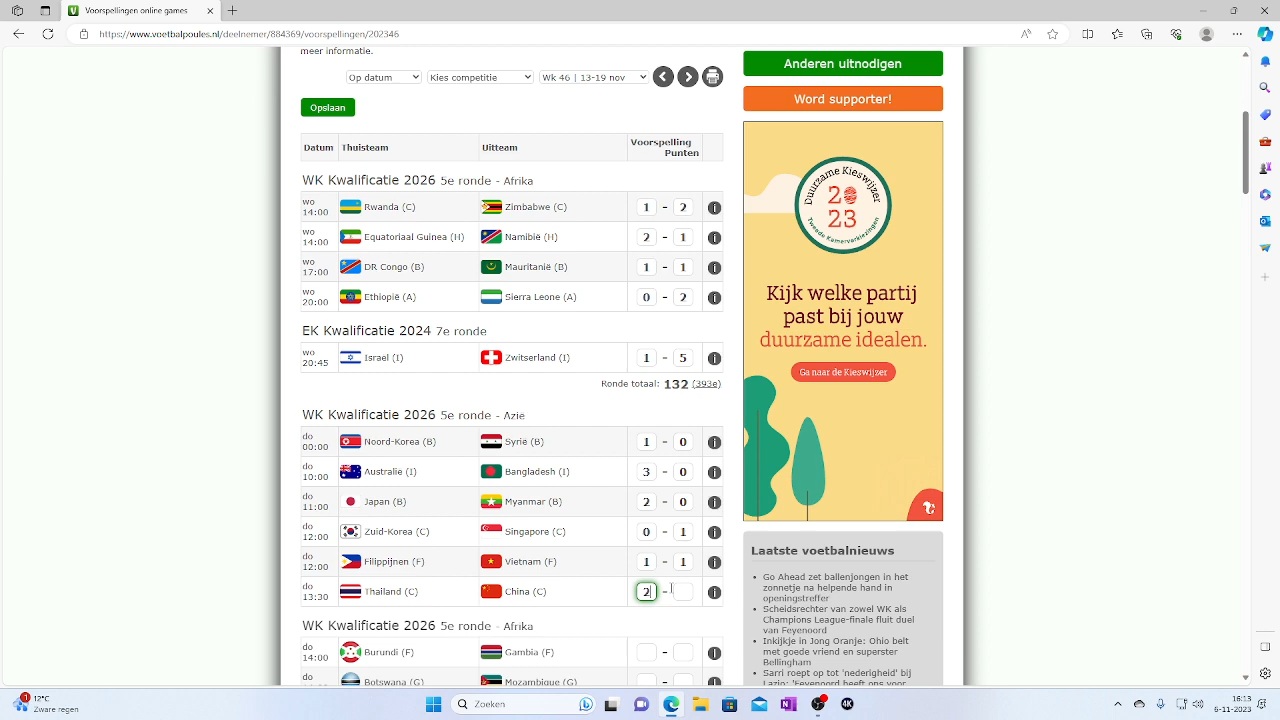 Voorspellingen - voetbalgames
https://www.voetbalpoules.nl/deelnemer/884369/voorspellingen/202346
meer informatie.
Op datum Kies competitie Wk 46 | 13-19 nov
Opslaan
Datum Thuisteam Uitteam Voorspelling Punten
WK Kwalificatie 2026 5e ronde - Afrika
wo 14:00 Rwanda (C) Zimbabwe (C) 1 - 2
wo 14:00 Equatoriaal Guinea (H) Namibië (H) 2 - 1
wo 17:00 DR Congo (B) Mauritanië (B) 1 - 1
wo 20:00 Ethiopië (A) Sierra Leone (A) 0 - 2
EK Kwalificatie 2024 7e ronde
wo 20:45 Israel (I) Zwitserland (I) 1 - 5
Ronde totaal: 132 (393e)
WK Kwalificatie 2026 5e ronde - Azie
do 00:00 Noord-Korea (B) Syrië (B) 1 - 0
do 10:00 Australië (I) Bangladesh (I) 3 - 0
do 11:00 Japan (B) Myanmar (B) 2 - 0
do 12:00 Zuid-Korea (C) Singapore (C) 0 - 1
do 12:00 Filippijnen (F) Vietnam (F) 1 - 1
do 13:30 Thailand (C) China (C) 2 -
WK Kwalificatie 2026 5e ronde - Afrika
do 14:00 Burundi (F) Gambia (F) -
do Botswana (G) Mozambique (G) -
Anderen uitnodigen
Word supporter!
Duurzame Kieswijzer
2023
Tweede Kamerverkiezingen
Kijk welke partij
past bij jouw
duurzame idealen.
Ga naar de Kieswijzer
Laatste voetbalnieuws
Go Ahead zet ballenjongen in het
zonnetje na helpende hand in
openingstreffer
Scheidsrechter van zowel WK als
Champions League-finale fluit duel
van Feyenoord
Inkijkje in Jong Oranje: Ohio belt
met goede vriend en superster
Bellingham
Sarri roept op tot 'nederigheid' bij
Lazio: 'Feyenoord heeft ons voor
1
12°C
Zware regen
Zoeken
4K
16:13
6-11-2023